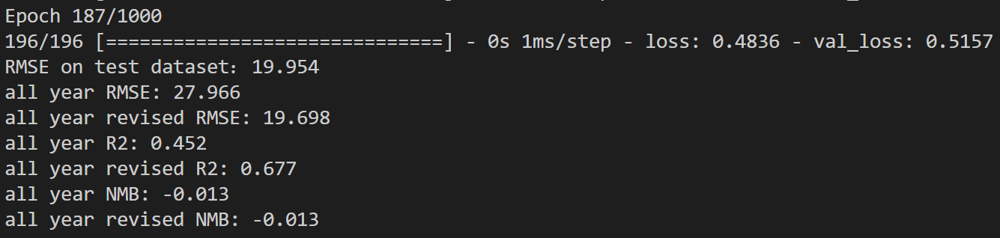 Epoch 187/1000
196/196 [==============================] - 0s 1ms/step - loss: 0.4836 - val_loss: 0.5157
RMSE on test dataset: 19.954
all year RMSE: 27.966
all year revised RMSE: 19.698
all year R2: 0.452
all year revised R2: 0.677
all year NMB: -0.013
all year revised NMB: -0.013